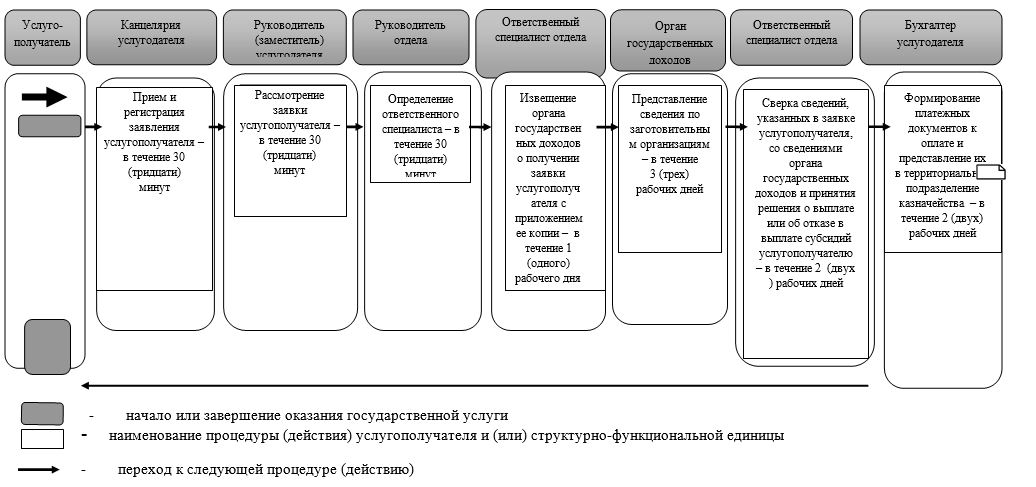 Услуго-
получатель
Канцелярия
услугодателя
Руководитель
(заместитель)
услугодателя
Руководитель
отдела
Ответственный
специалист отдела
Орган
государственных
доходов
Ответственный
специалист отдела
Бухгалтер
услугодателя
Прием и
регистрация
заявления
услугополучателя –
в течение 30
(тридцати)
минут
Рассмотрение
заявки
услугополучателя –
в течение 30
(тридцати)
минут
Определение
ответственного
специалиста – в
течение 30
(тридцати)
минут
Извещение
органа
государствен
ных доходов
о получении
заявки
услугополуч
ателя с
приложением
ее копии – в
течение 1
(одного)
рабочего дня
Представление
сведения по
заготовительны
м организациям
– в течение
3 (трех)
рабочих дней
Сверка сведений,
указанных в заявке
услугополучателя,
со сведениями
органа
государственных
доходов и принятия
решения о выплате
или об отказе в
выплате субсидий
услугополучателю
– в течение 2 (двух
) рабочих дней
Формирование
платежных
документов к
оплате и
представление их
в территориальн
подразделение
казначейства – в
течение 2 (двух)
рабочих дней
- начало или завершение оказания государственной услуги
- наименование процедуры (действия) услугополучателя и (или) структурно-функциональной единицы
- переход к следующей процедуре (действию)